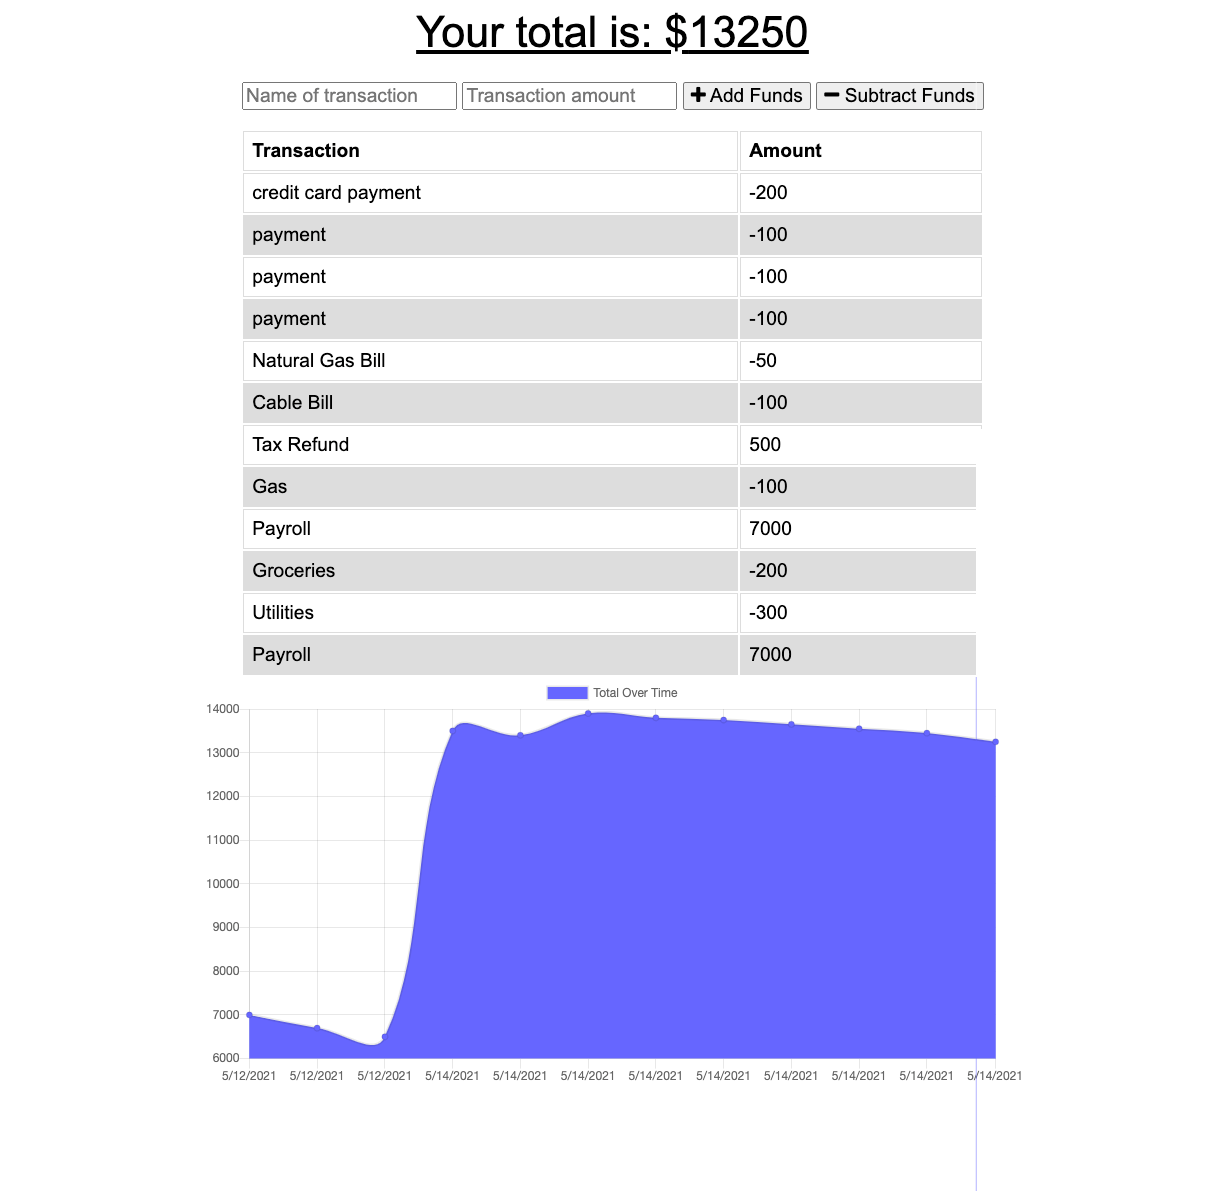 Your total is: $13250
Name of transaction Transaction amount Add Funds Subtract Funds
Transaction Amount
credit card payment -200
payment -100
payment -100
payment -100
Natural Gas Bill -50
Cable Bill -100
Tax Refund 500
Gas -100
Payroll 7000
Groceries -200
Utilities -300
Payroll 7000
Total Over Time
14000
13000
12000
11000
10000
9000
8000
7000
6000
5/12/2021 5/12/2021 5/12/2021 5/14/2021 5/14/2021 5/14/2021 5/14/2021 5/14/2021 5/14/2021 5/14/2021 5/14/2021 5/14/2021